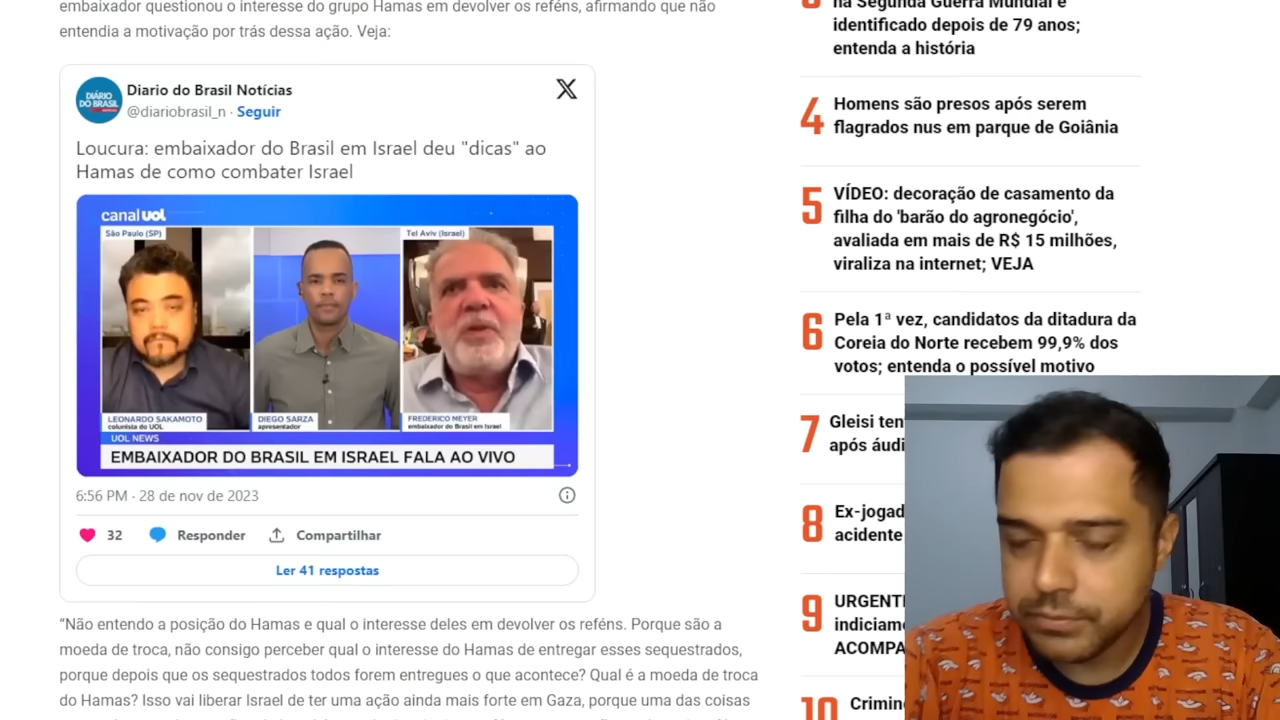 embaixador questionou o interesse do grupo Hamas em devolver os reféns, afirmando que não
entendia a motivação por trás dessa ação. Veja:
DIÁRIO
DO BRASIL
Diario do Brasil Notícias
@diariobrasil_n · Seguir
Loucura: embaixador do Brasil em Israel deu "dicas" ao
Hamas de como combater Israel
canal uol
São Paulo (SP)
Tel Aviv (Israel)
LEONARDO SAKAMOTO
colunista do UOL
DIEGO SARZA
apresentador
FREDERICO MEYER
embaixador do Brasil em Israel
UOL NEWS
EMBAIXADOR DO BRASIL EM ISRAEL FALA AO VIVO
6:56 PM · 28 de nov de 2023
32
Responder
Compartilhar
Ler 41 respostas
“Não entendo a posição do Hamas e qual o interesse deles em devolver os reféns. Porque são a
moeda de troca, não consigo perceber qual o interesse do Hamas de entregar esses sequestrados,
porque depois que os sequestrados todos forem entregues o que acontece? Qual é a moeda de troca
do Hamas? Isso vai liberar Israel de ter uma ação ainda mais forte em Gaza, porque uma das coisas
na Segunda Guerra Mundial é
identificado depois de 79 anos;
entenda a história
4
Homens são presos após serem
flagrados nus em parque de Goiânia
5
VÍDEO: decoração de casamento da
filha do 'barão do agronegócio',
avaliada em mais de R$ 15 milhões,
viraliza na internet; VEJA
6
Pela 1ª vez, candidatos da ditadura da
Coreia do Norte recebem 99,9% dos
votos; entenda o possível motivo
7
Gleisi ten
após áudi
8
Ex-jogad
acidente
9
URGENT
indiciam
ACOMPA
10
Crimin